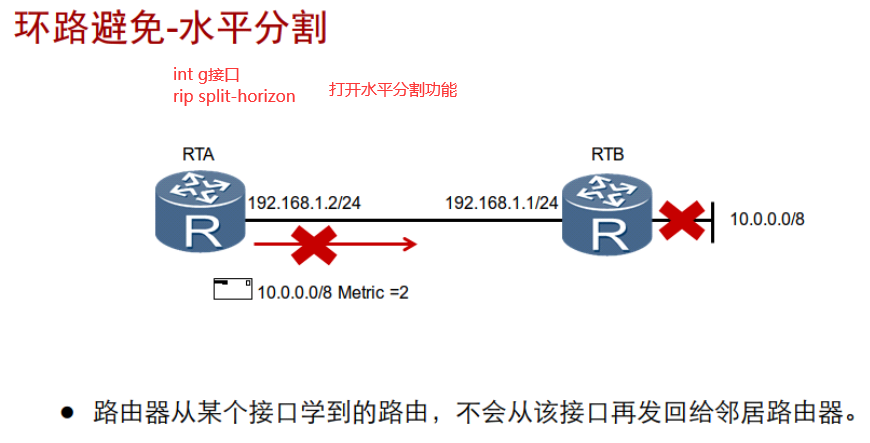 环路避免-水平分割
int g接口
rip split-horizon
打开水平分割功能
RTA
RTB
192.168.1.2/24
192.168.1.1/24
R
R
10.0.0.0/8
10.0.0.0/8 Metric =2
● 路由器从某个接口学到的路由，不会从该接口再发回给邻居路由器。